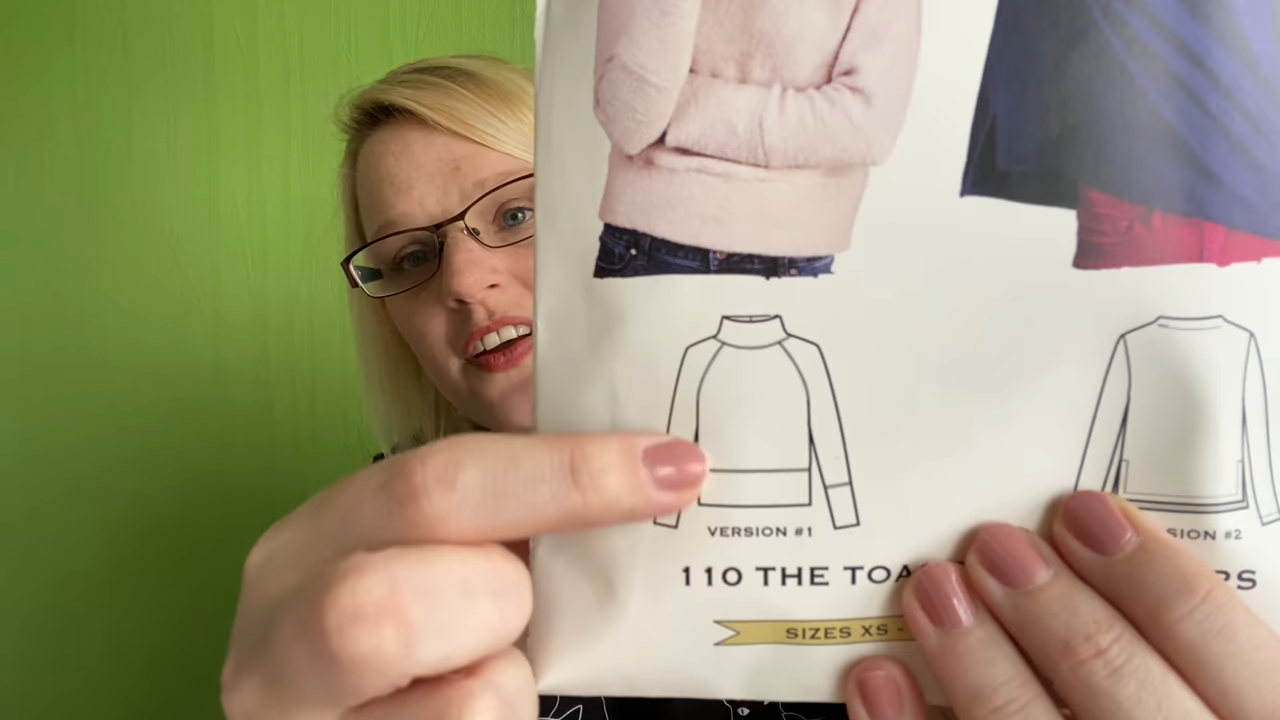 VERSION #1
SION #2
110 THE TOA RS
SIZES XS -